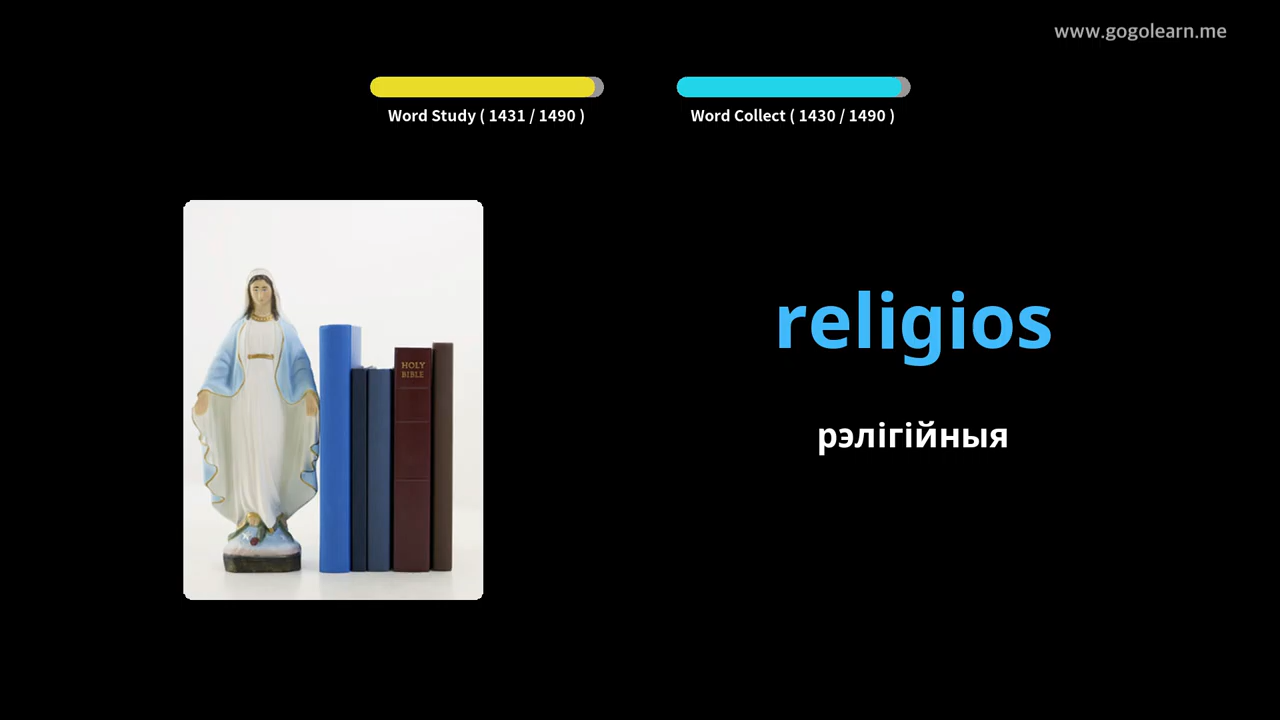 www.gogolearn.me
Word Study ( 1431 / 1490 )
Word Collect ( 1430 / 1490 )
HOLY
BIBLE
religios
рэлігійныя